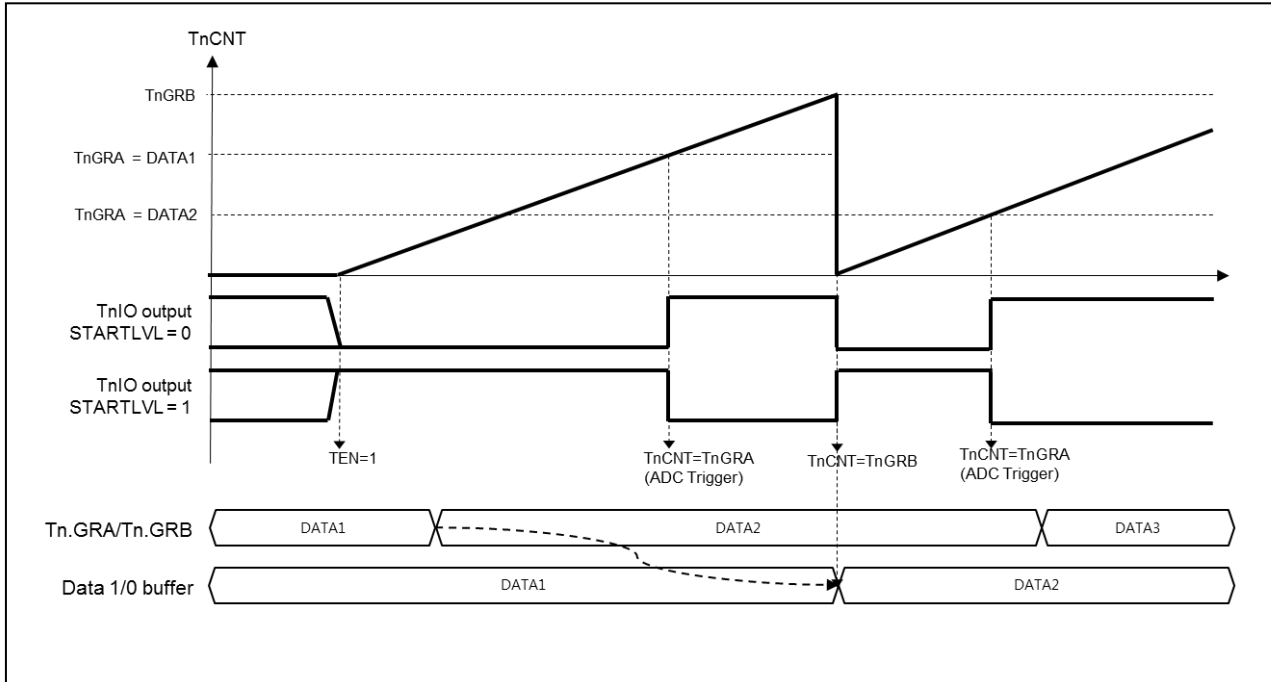 TnCNT
TnGRB
TnGRA = DATA1
TnGRA = DATA2
TnIO output
STARTLVL = 0
TnIO output
STARTLVL = 1
TEN=1
TnCNT=TnGRA
(ADC Trigger)
TnCNT=TnGRB
TnCNT=TnGRA
(ADC Trigger)
Tn.GRA/Tn.GRB
DATA1
DATA2
DATA3
Data 1/0 buffer
DATA1
DATA2